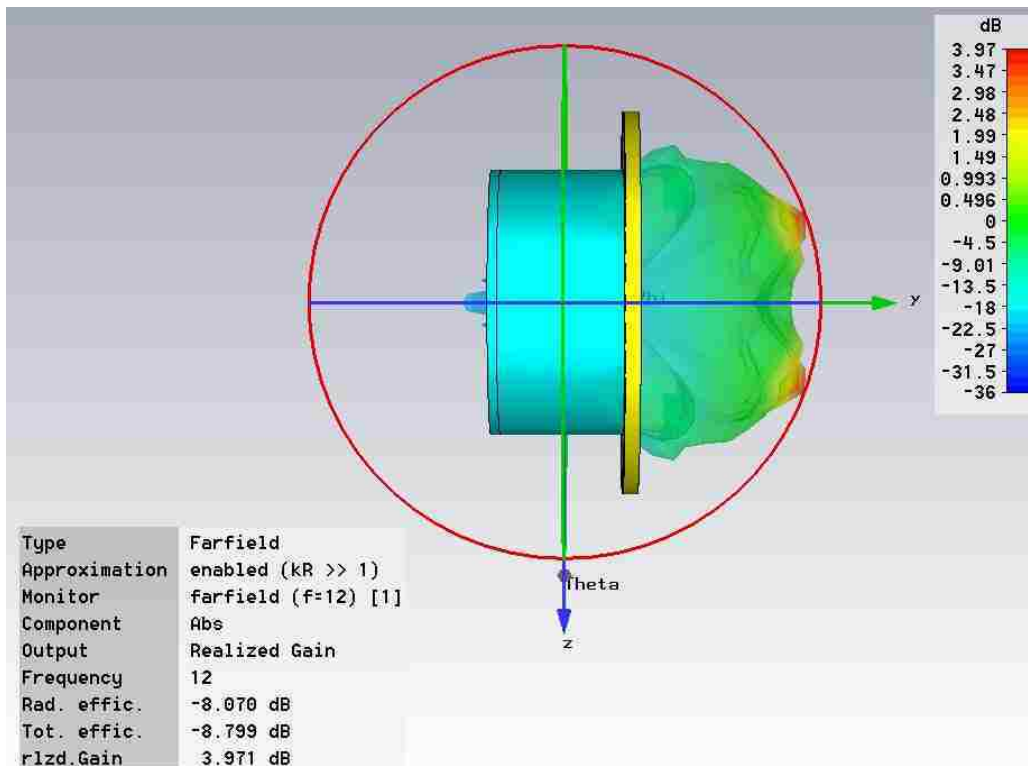 dB
3.97
3.47
2.98
2.48
1.99
1.49
0.993
0.496
0
-4.5
-9.01
-13.5
-18
-22.5
-27
-31.5
-36
y
Theta
z
Type Farfield
Approximation enabled (kR >> 1)
Monitor farfield (f=12) [1]
Component Abs
Output Realized Gain
Frequency 12
Rad. effic. -8.070 dB
Tot. effic. -8.799 dB
rlzd.Gain 3.971 dB